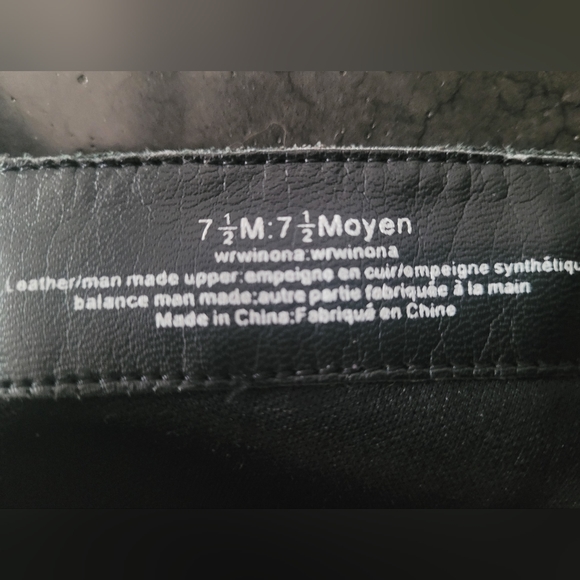 7 1/2 M:7 1/2 Moyen
wrwinona:wrwinona
Leather/man made upper:empeigne en cuir/empeigne synthétiqu
balance man made:autre partie fabriquée à la main
Made in China:Fabriqué en Chine